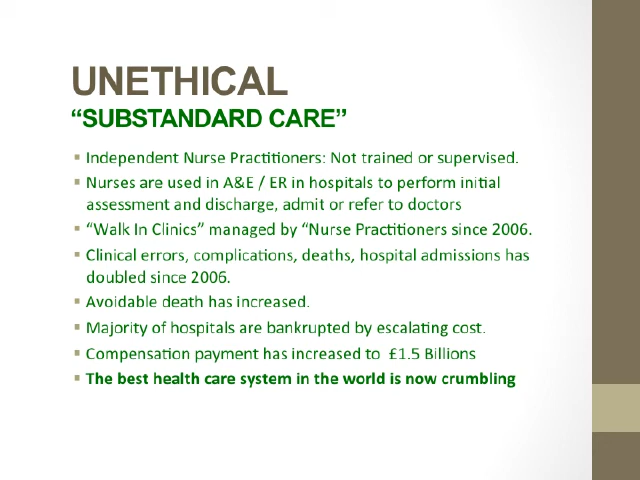 UNETHICAL
“SUBSTANDARD CARE”
▪ Independent Nurse Practitioners: Not trained or supervised.
▪ Nurses are used in A&E / ER in hospitals to perform initial
assessment and discharge, admit or refer to doctors
▪ “Walk In Clinics” managed by “Nurse Practitioners since 2006.
▪ Clinical errors, complications, deaths, hospital admissions has
doubled since 2006.
▪ Avoidable death has increased.
▪ Majority of hospitals are bankrupted by escalating cost.
▪ Compensation payment has increased to £1.5 Billions
▪ The best health care system in the world is now crumbling